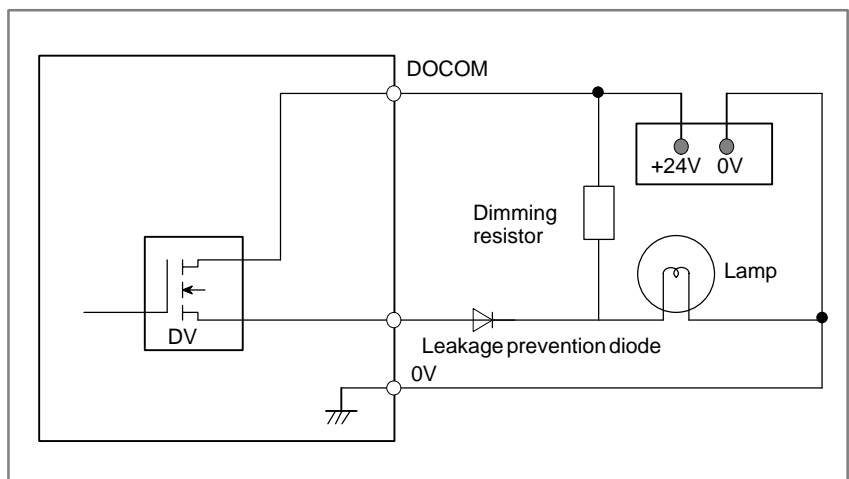 DOCOM
+24V 0V
Dimming
resistor
Lamp
DV
Leakage prevention diode
0V